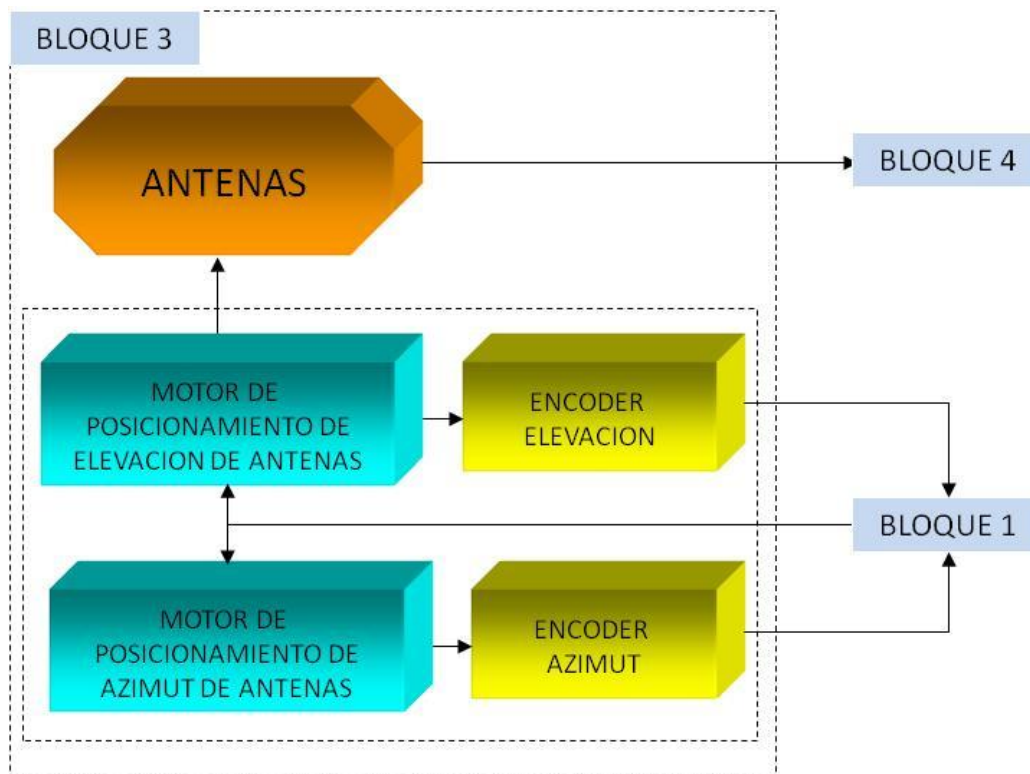 BLOQUE 3
ANTENAS
BLOQUE 4
MOTOR DE
POSICIONAMIENTO DE
ELEVACION DE ANTENAS
ENCODER
ELEVACION
BLOQUE 1
MOTOR DE
POSICIONAMIENTO DE
AZIMUT DE ANTENAS
ENCODER
AZIMUT